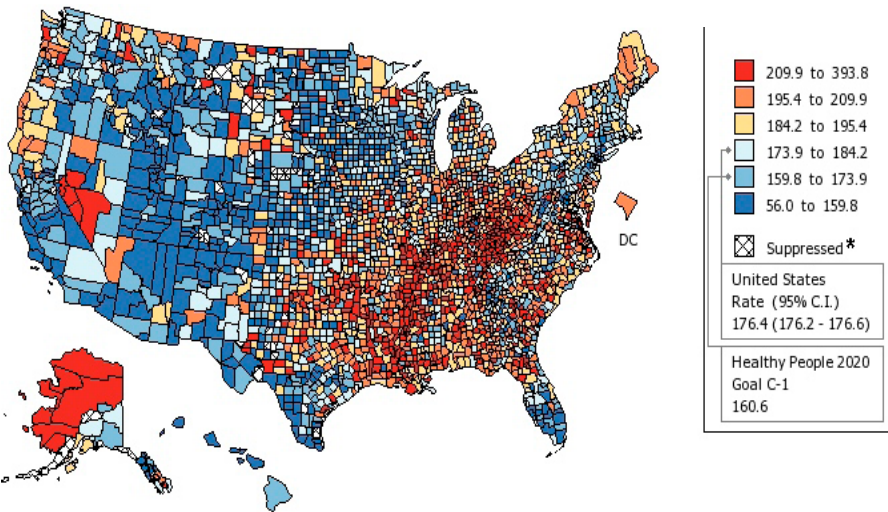 209.9 to 393.8
195.4 to 209.9
184.2 to 195.4
173.9 to 184.2
159.8 to 173.9
56.0 to 159.8
Suppressed*
United States
Rate (95% C.I.)
176.4 (176.2 - 176.6)
Healthy People 2020
Goal C-1
160.6
DC